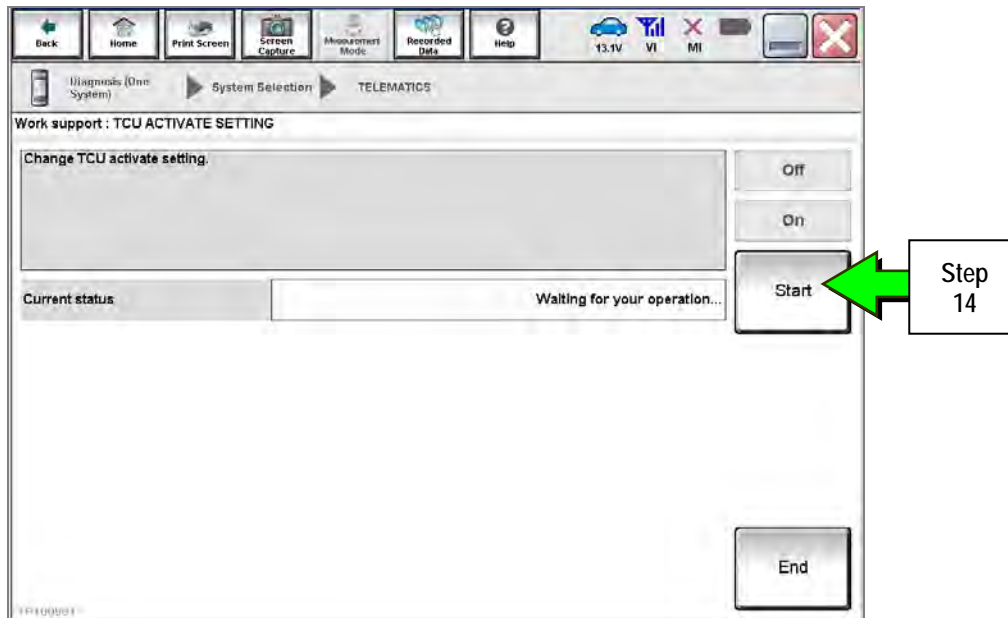 Back
Home
Print Screen
Screen
Capture
Measurement
Mode
Recorded
Data
Help
13.1V
VI
MI
Diagnosis (One
System)
System Selection
TELEMATICS
Work support : TCU ACTIVATE SETTING
Change TCU activate setting.
Off
On
Start
Step
14
Current status
Waiting for your operation...
End